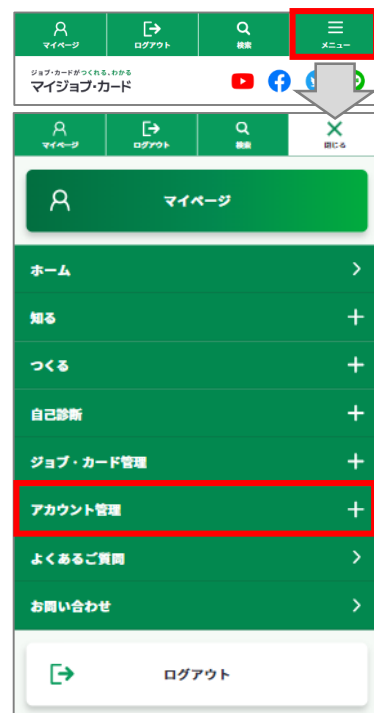 マイページ
ログアウト
検索
メニュー
ジョブ・カードがつくれる、わかる
マイジョブ・カード
マイページ
ログアウト
検索
閉じる
マイページ
ホーム
知る
つくる
自己診断
ジョブ・カード管理
アカウント管理
よくあるご質問
お問い合わせ
ログアウト